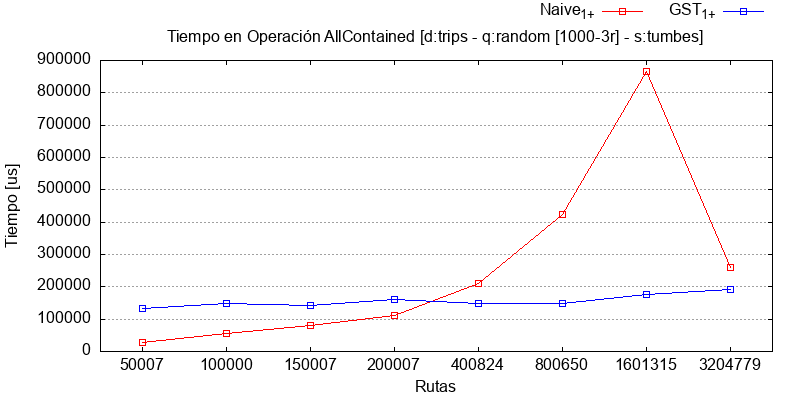 Naive1+ GST1+
Tiempo en Operación AllContained [d:trips - q:random [1000-3r] - s:tumbes]
900000
800000
700000
600000
500000
400000
300000
200000
100000
0
Tiempo [us]
50007 100000 150007 200007 400824 800650 1601315 3204779
Rutas